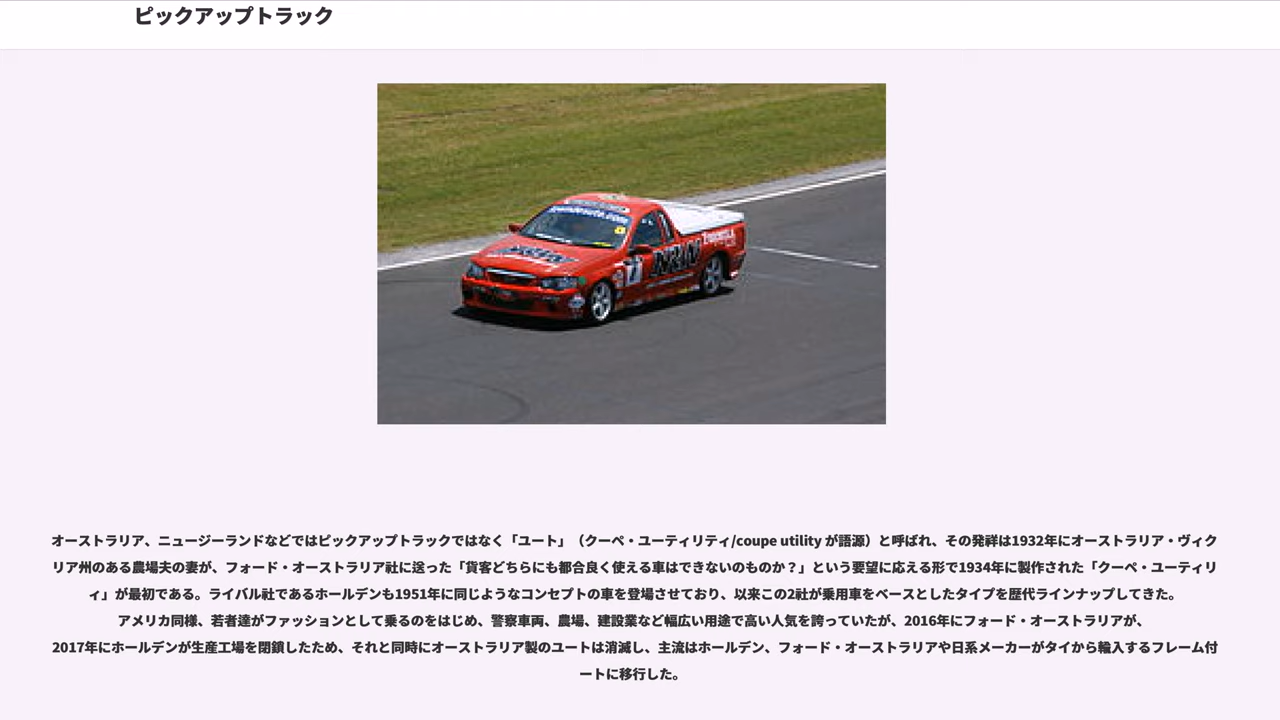 ピックアップトラック
7
オーストラリア、ニュージーランドなどではピックアップトラックではなく「ユート」（クーペ・ユーティリティ/coupe utility が語源）と呼ばれ、その発祥は1932年にオーストラリア・ヴィク
リア州のある農場夫の妻が、フォード・オーストラリア社に送った「貨客どちらにも都合良く使える車はできないのものか？」という要望に応える形で1934年に製作された「クーペ・ユーティリ
ィ」が最初である。ライバル社であるホールデンも1951年に同じようなコンセプトの車を登場させており、以来この2社が乗用車をベースとしたタイプを歴代ラインナップしてきた。
アメリカ同様、若者達がファッションとして乗るのをはじめ、警察車両、農場、建設業など幅広い用途で高い人気を誇っていたが、2016年にフォード・オーストラリアが、
2017年にホールデンが生産工場を閉鎖したため、それと同時にオーストラリア製のユートは消滅し、主流はホールデン、フォード・オーストラリアや日系メーカーがタイから輸入するフレーム付
ートに移行した。